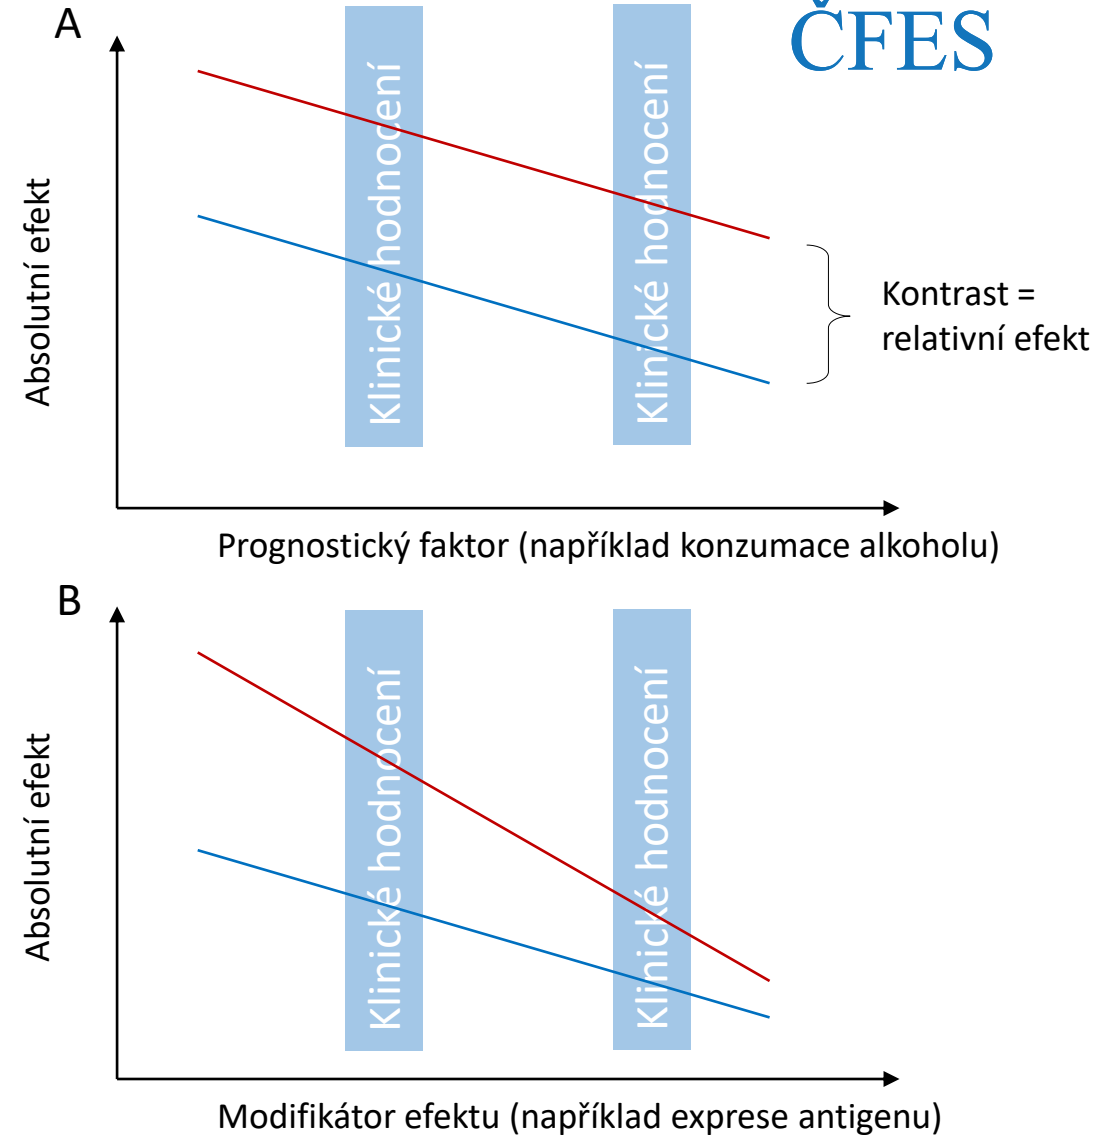 A
ČFES
Absolutní efekt
Klinické hodnocení
Klinické hodnocení
Kontrast =
relativní efekt
Prognostický faktor (například konzumace alkoholu)
B
Absolutní efekt
Klinické hodnocení
Klinické hodnocení
Modifikátor efektu (například exprese antigenu)